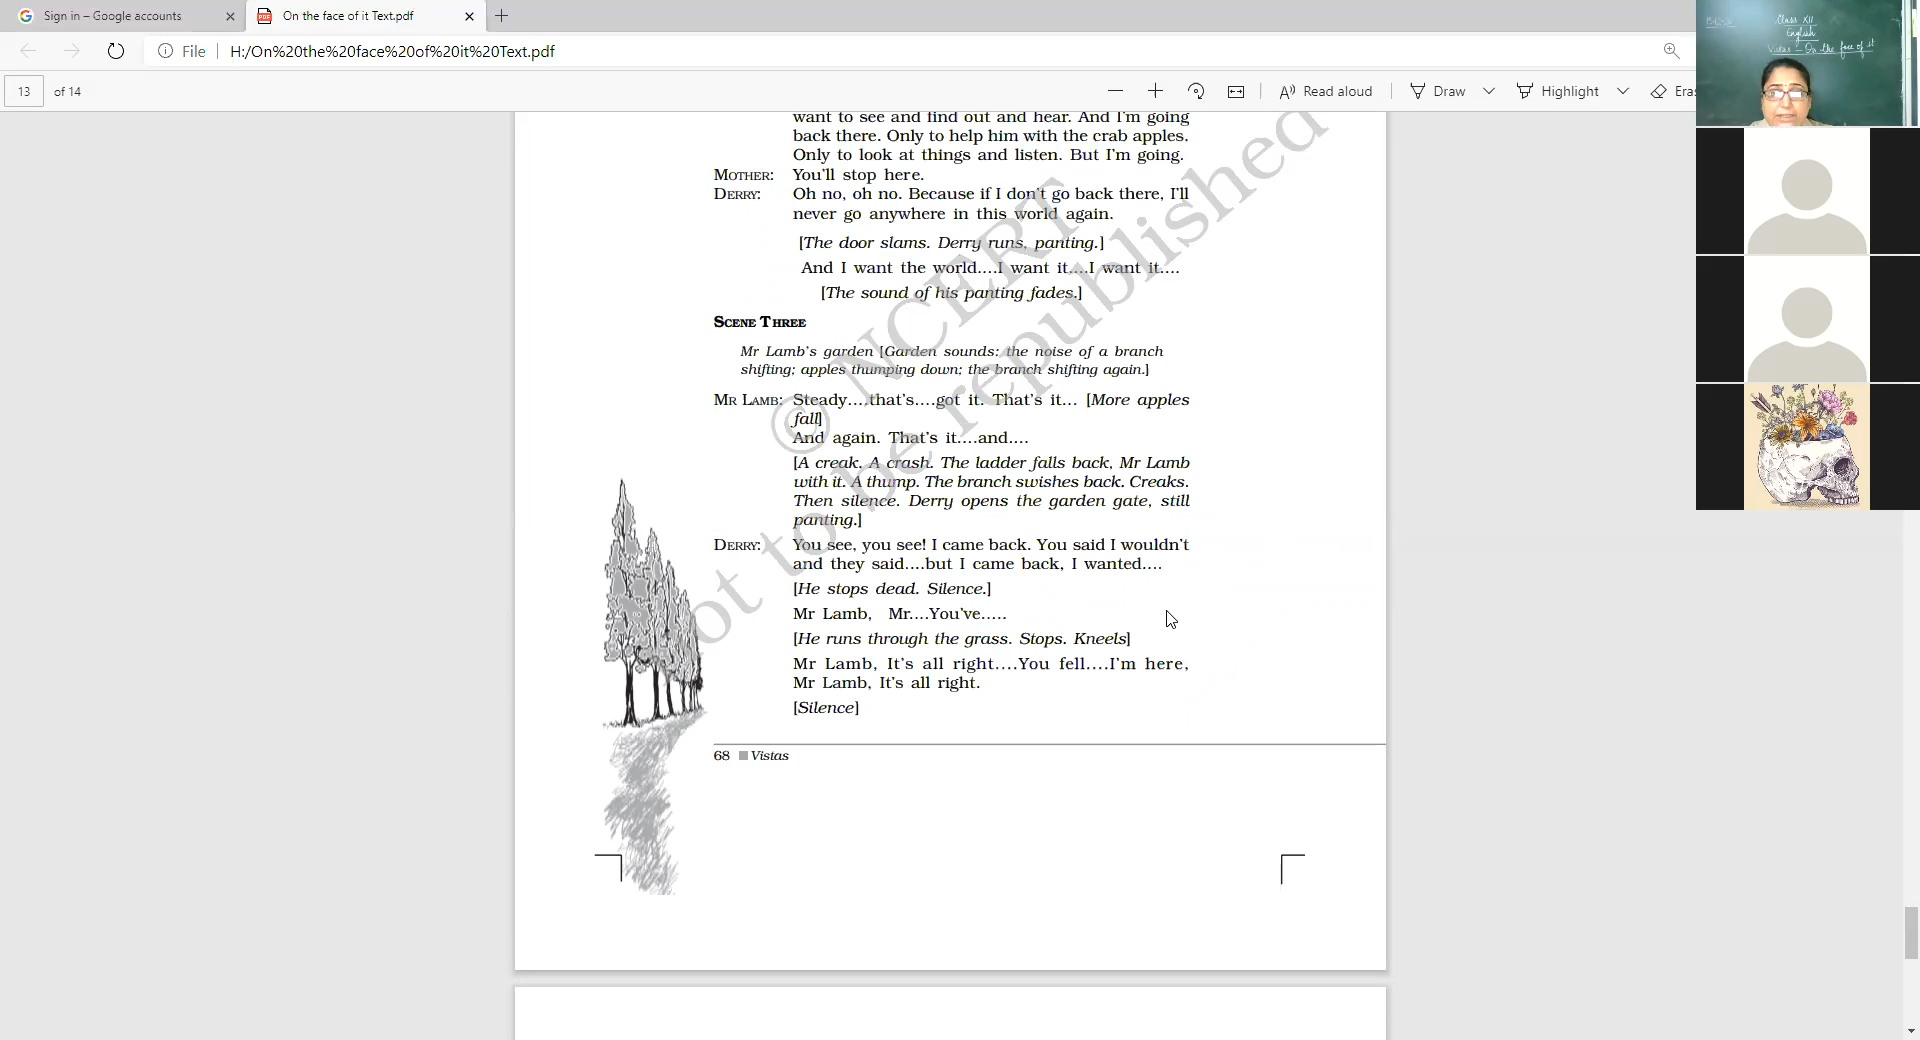 Sign in – Google accounts
On the face of it Text.pdf
File H:/On%20the%20face%20of%20it%20Text.pdf
13 of 14
Read aloud
Draw
Highlight
Eras
Class XII
English
Vistas - On the face of it
want to see and find out and hear. And I'm going
back there. Only to help him with the crab apples.
Only to look at things and listen. But I'm going.
MOTHER: You'll stop here.
DERRY: Oh no, oh no. Because if I don't go back there, I'll
never go anywhere in this world again.
[The door slams. Derry runs, panting.]
And I want the world....I want it....I want it....
[The sound of his panting fades.]
SCENE THREE
Mr Lamb's garden [Garden sounds: the noise of a branch
shifting; apples thumping down; the branch shifting again.]
MR LAMB: Steady....that's....got it. That's it... [More apples
fall]
And again. That's it....and....
[A creak. A crash. The ladder falls back, Mr Lamb
with it. A thump. The branch swishes back. Creaks.
Then silence. Derry opens the garden gate, still
panting.]
DERRY: You see, you see! I came back. You said I wouldn't
and they said....but I came back, I wanted....
[He stops dead. Silence.]
Mr Lamb, Mr....You've.....
[He runs through the grass. Stops. Kneels]
Mr Lamb, It's all right....You fell....I'm here,
Mr Lamb, It's all right.
[Silence]
68 Vistas
© NCERT
not to be republished